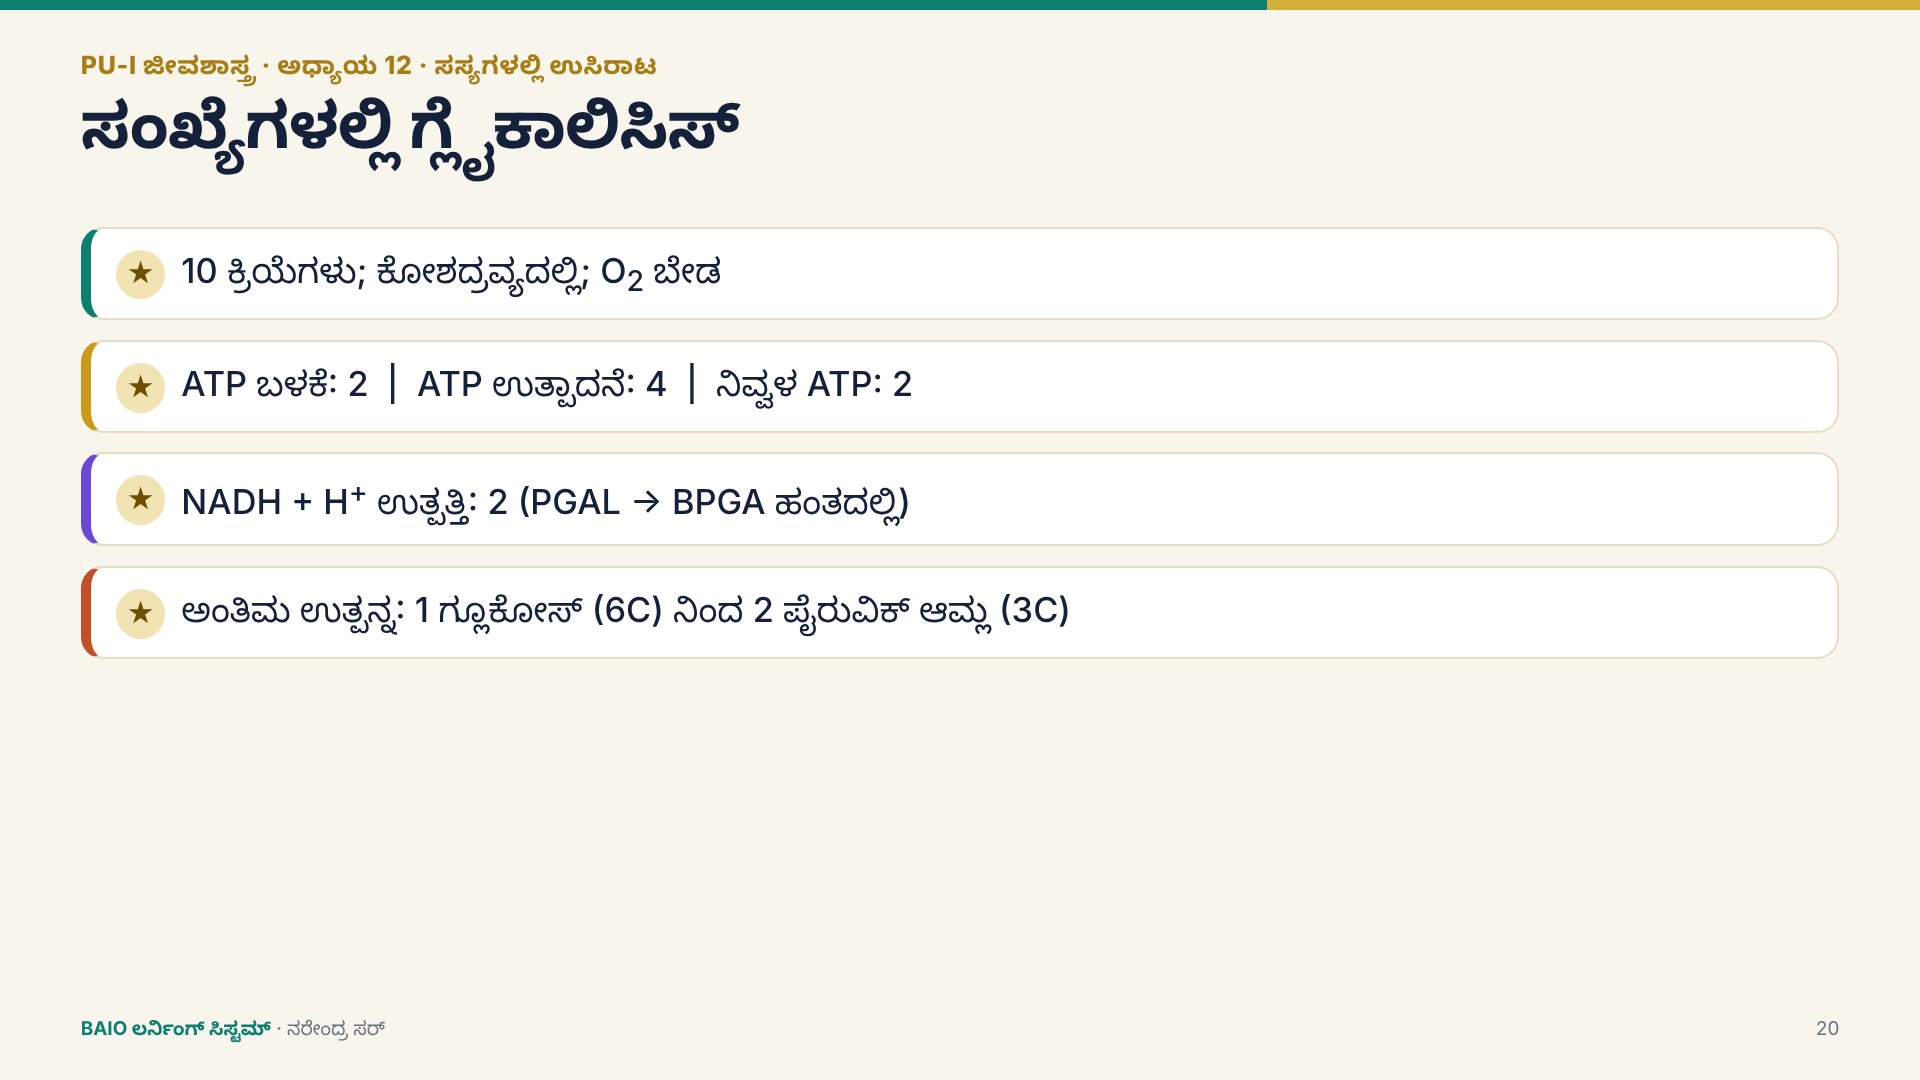 PU-I ಜೀವಶಾಸ್ತ್ರ · ಅಧ್ಯಾಯ 12 · ಸಸ್ಯಗಳಲ್ಲಿ ಉಸಿರಾಟ
ಸಂಖ್ಯೆಗಳಲ್ಲಿ ಗ್ಲೈಕಾಲಿಸಿಸ್
★ 10 ಕ್ರಿಯೆಗಳು; ಕೋಶದ್ರವ್ಯದಲ್ಲಿ; O₂ ಬೇಡ
★ ATP ಬಳಕೆ: 2 | ATP ಉತ್ಪಾದನೆ: 4 | ನಿವ್ವಳ ATP: 2
★ NADH + H⁺ ಉತ್ಪತ್ತಿ: 2 (PGAL → BPGA ಹಂತದಲ್ಲಿ)
★ ಅಂತಿಮ ಉತ್ಪನ್ನ: 1 ಗ್ಲೂಕೋಸ್ (6C) ನಿಂದ 2 ಪೈರುವಿಕ್ ಆಮ್ಲ (3C)
BAIO ಲರ್ನಿಂಗ್ ಸಿಸ್ಟಮ್ · ನರೇಂದ್ರ ಸರ್
20